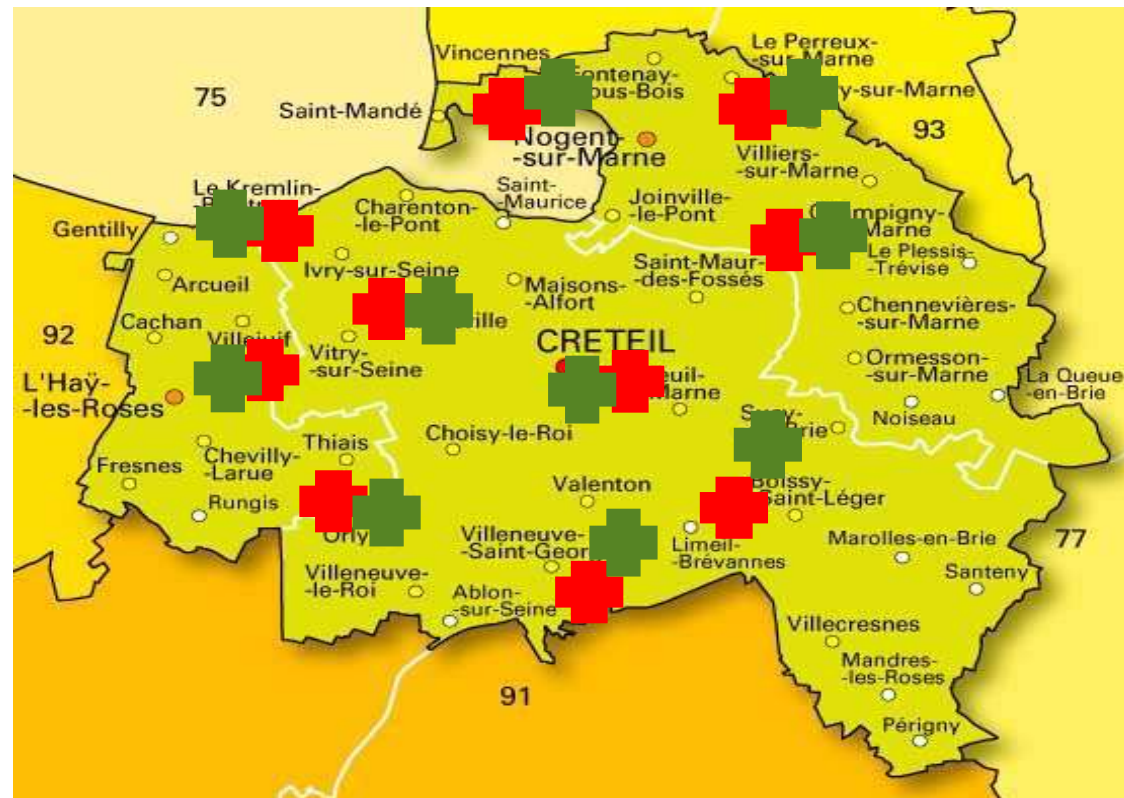 Vincennes
Le Perreux-
-sur-Marne
Fontenay-
-sous-Bois
-sur-Marne
75
Saint-Mandé
93
Nogent-
-sur-Marne
Villiers-
-sur-Marne
Le Kremlin-
Saint-
-Maurice
Joinville-
-le-Pont
Charenton-
-le-Pont
Gentilly
Marne
Le Plessis-
-Trévise
Saint-Maur-
-des-Fossés
Ivry-sur-Seine
Arcueil
Maisons-
-Alfort
Chennevières-
-sur-Marne
Cachan
Villejuif
92
Vitry-
-sur-Seine
CRETEIL
Ormesson-
-sur-Marne
L'Haÿ-
-les-Roses
La Queue
-en-Brie
Marne
Noiseau
Brie
Choisy-le-Roi
Thiais
Chevilly-
-Larue
Fresnes
Valenton
Boissy-
Saint-Léger
Rungis
Orly
Villeneuve-
-Saint-Geor
Limeil-
-Brévannes
Marolles-en-Brie
77
Santeny
Villeneuve-
-le-Roi
Ablon-
-sur-Seine
Villecresnes
Mandres-
-les-Roses
91
Périgny